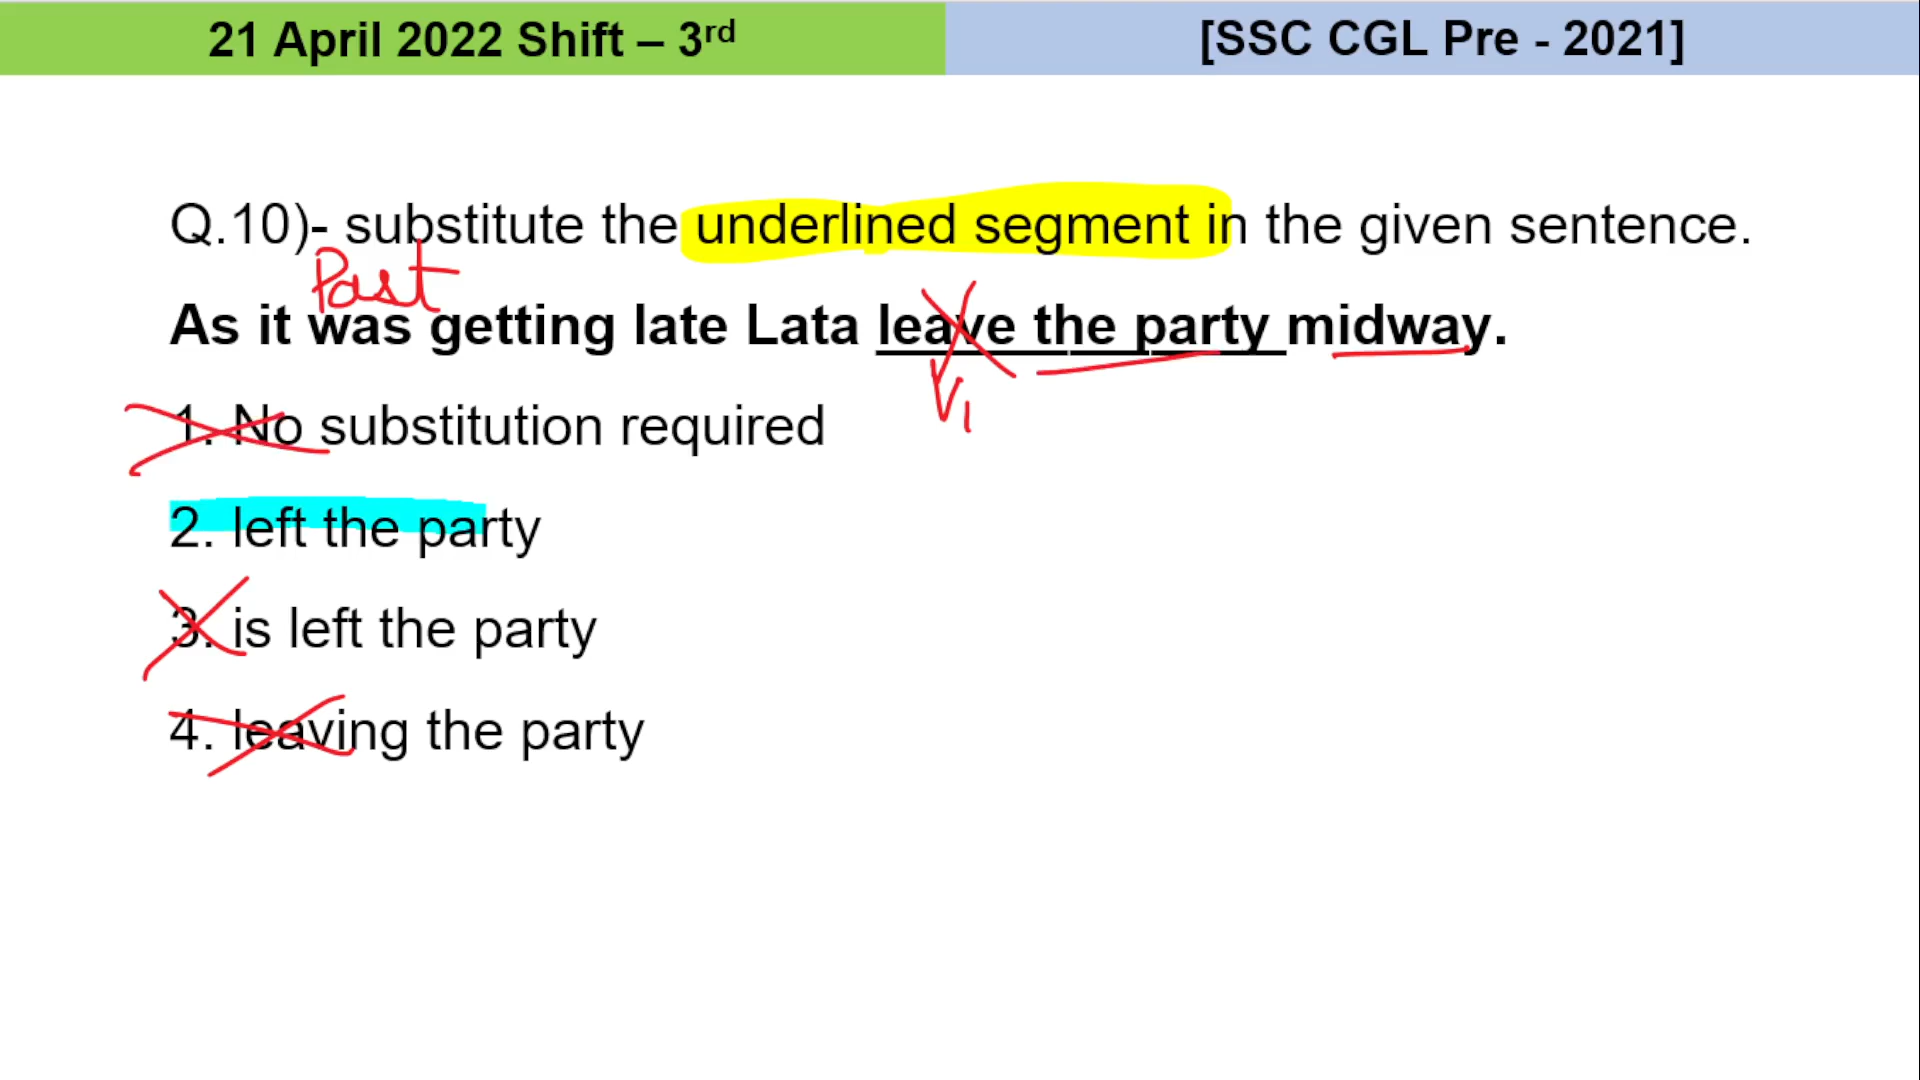 21 April 2022 Shift – 3rd
[SSC CGL Pre - 2021]
Q.10)- substitute the underlined segment in the given sentence.
Past
As it was getting late Lata leave the party midway.
V1
1. No substitution required
2. left the party
3. is left the party
4. leaving the party